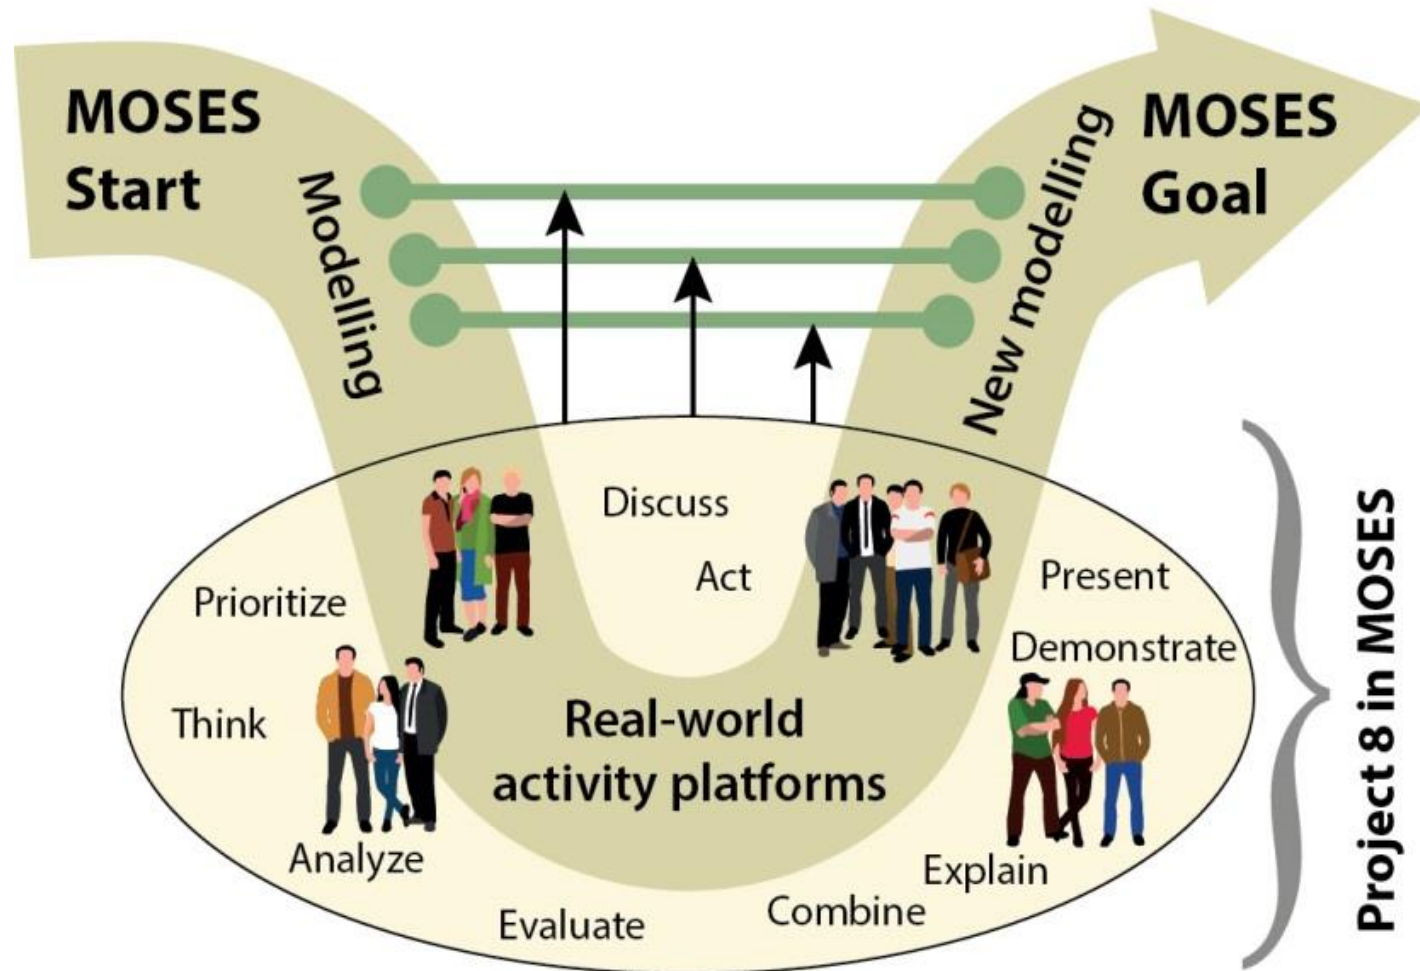 MOSES
Start
Modelling
New modelling
MOSES
Goal
Discuss
Act
Present
Prioritize
Demonstrate
Think
Real-world
activity platforms
Analyze
Explain
Combine
Evaluate
Project 8 in MOSES